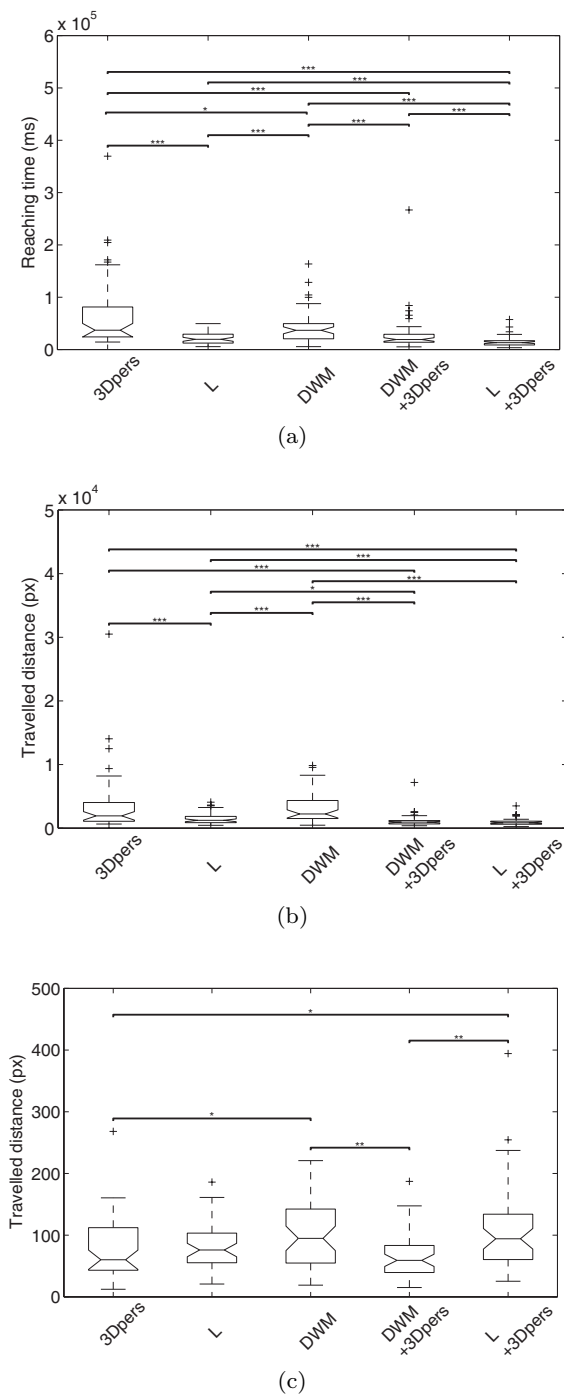 x 10^5
6
5
4
3
2
1
0
Reaching time (ms)
***
***
***
***
*
***
***
***
***
3Dpers
L
DWM
DWM
+3Dpers
L
+3Dpers
(a)
x 10^4
5
4
3
2
1
0
Travelled distance (px)
***
***
***
***
*
***
***
***
3Dpers
L
DWM
DWM
+3Dpers
L
+3Dpers
(b)
500
400
300
200
100
0
Travelled distance (px)
*
**
*
**
3Dpers
L
DWM
DWM
+3Dpers
L
+3Dpers
(c)